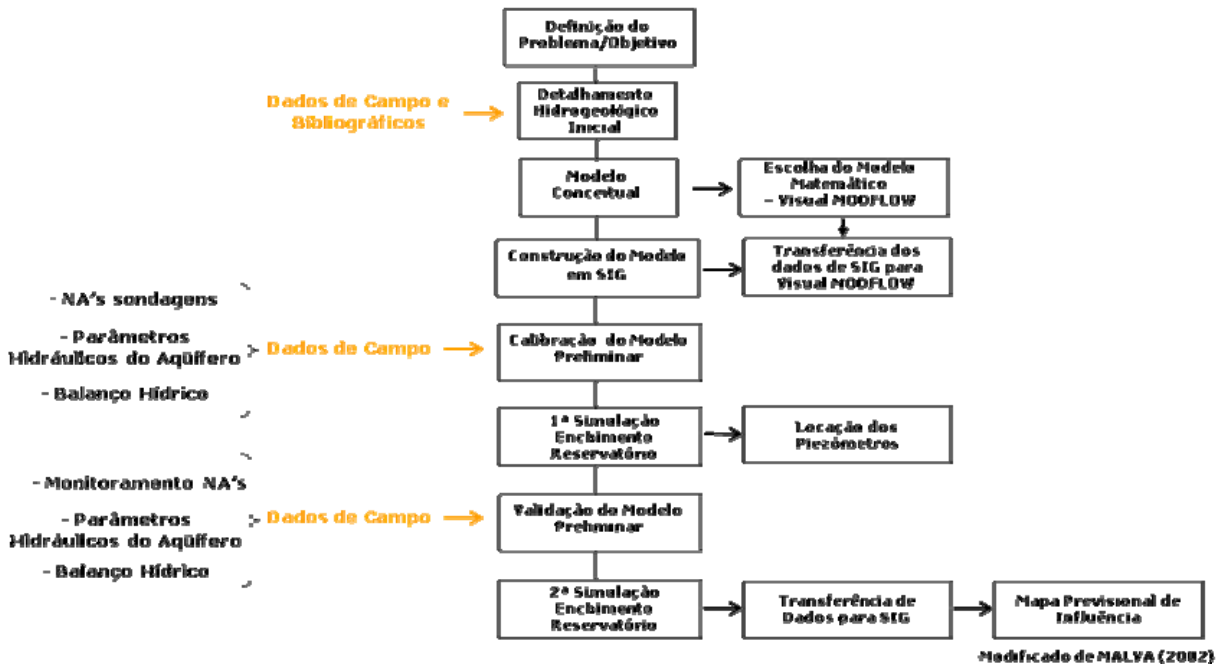 Definição do
Problema/Objetivo
Dados de Campo e
Bibliográficos
Detalhamento
Hidrogeológico
Inicial
Modelo
Conceitual
Escolha do Modelo
Matemático
- Visual MODFLOW
Construção do Modelo
em SIG
Transferência dos
dados de SIG para
Visual MODFLOW
- NA's sondagens
- Parâmetros
Hidráulicos do Aqüífero
- Balanço Hídrico
Dados de Campo
Calibração do Modelo
Preliminar
1ª Simulação
Enchimento
Reservatório
Locação dos
Piezômetros
- Monitoramento NA's
- Parâmetros
Hidráulicos do Aqüífero
- Balanço Hídrico
Dados de Campo
Validação do Modelo
Preliminar
2ª Simulação
Enchimento
Reservatório
Transferência de
Dados para SIG
Mapa Previsional de
Influência
Modificado de MALVA (2002)